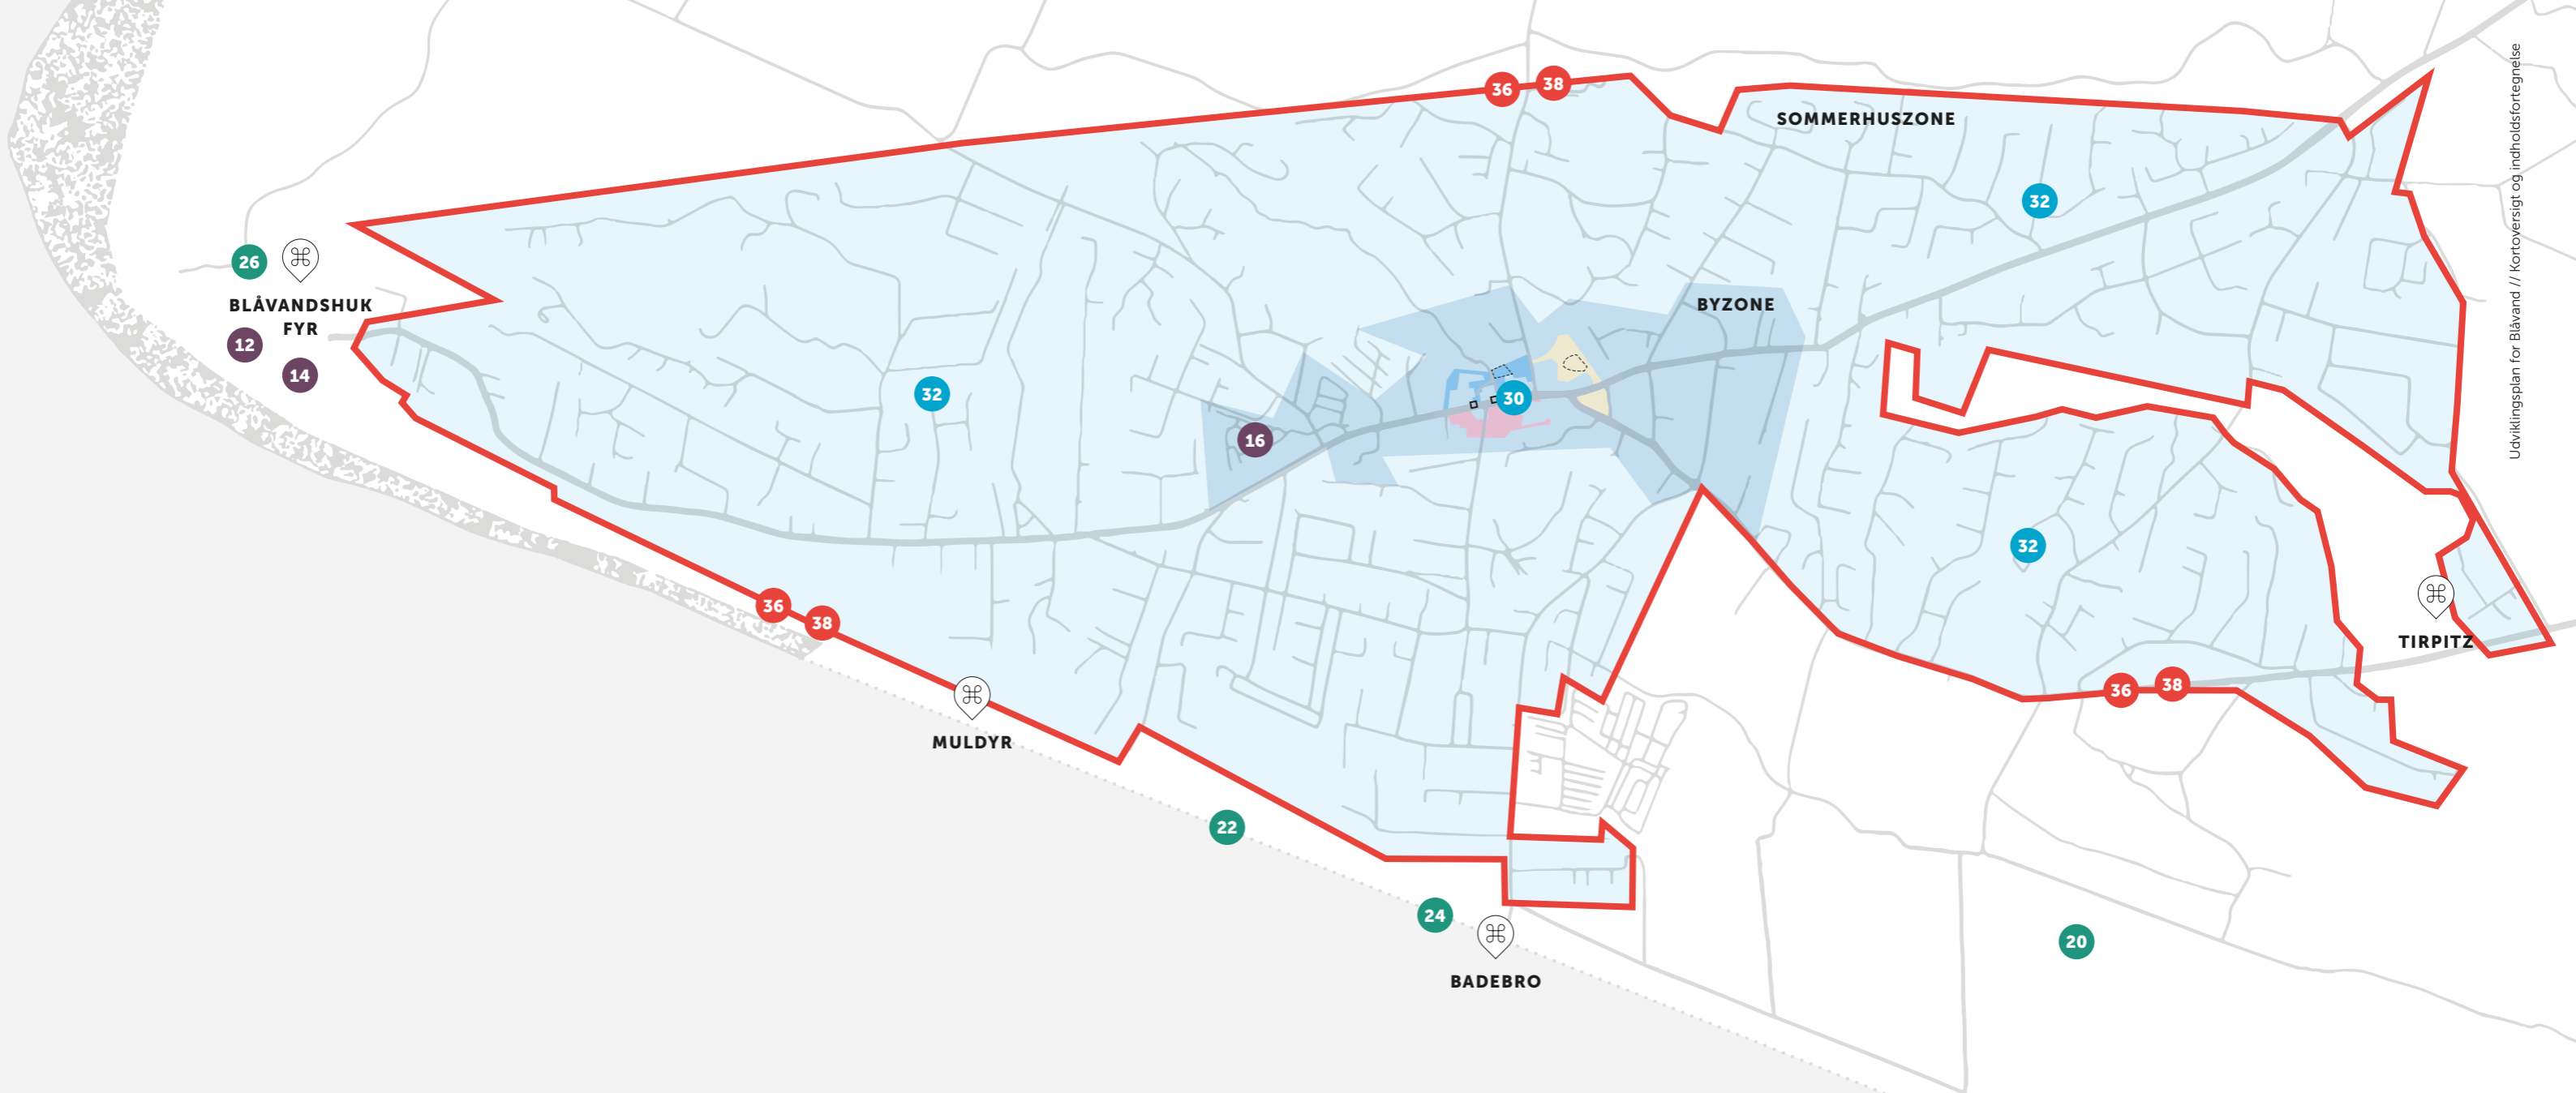 36
38
SOMMERHUSZONE
32
26
BLÅVANDSHUK
FYR
BYZONE
12
14
32
30
16
32
36
38
TIRPITZ
36
38
MULDYR
22
24
20
BADEBRO
Udviklingsplan for Blåvand // Kortoversigt og indholdsfortegnelse